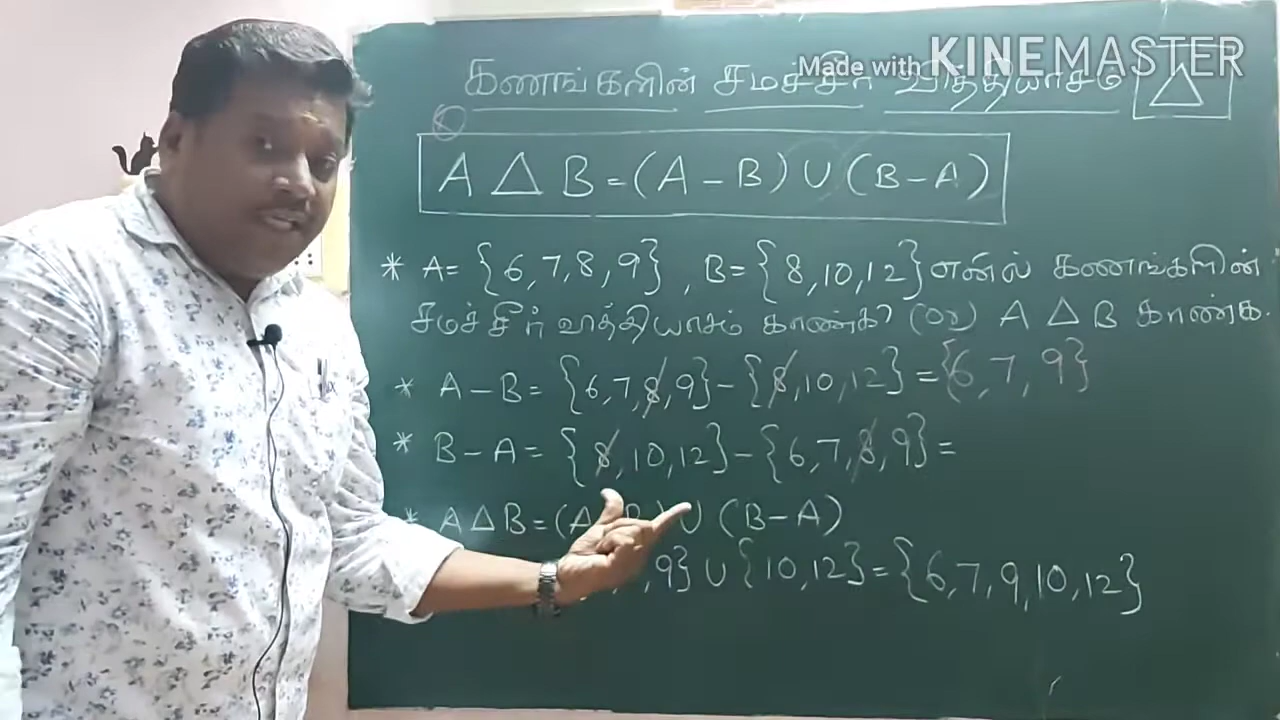 Made with KINEMASTER
கணங்களின் சமச்சீர் வித்தியாசம் △
A △ B = (A - B) ∪ (B - A)
* A = {6, 7, 8, 9}, B = {8, 10, 12} எனில் கணங்களின்
சமச்சீர் வித்தியாசம் காண்க? (or) A △ B காண்க.
* A - B = {6, 7, 8, 9} - {8, 10, 12} = {6, 7, 9}
* B - A = {8, 10, 12} - {6, 7, 8, 9} =
* A △ B = (A - B) ∪ (B - A)
, 9} ∪ {10, 12} = {6, 7, 9, 10, 12}